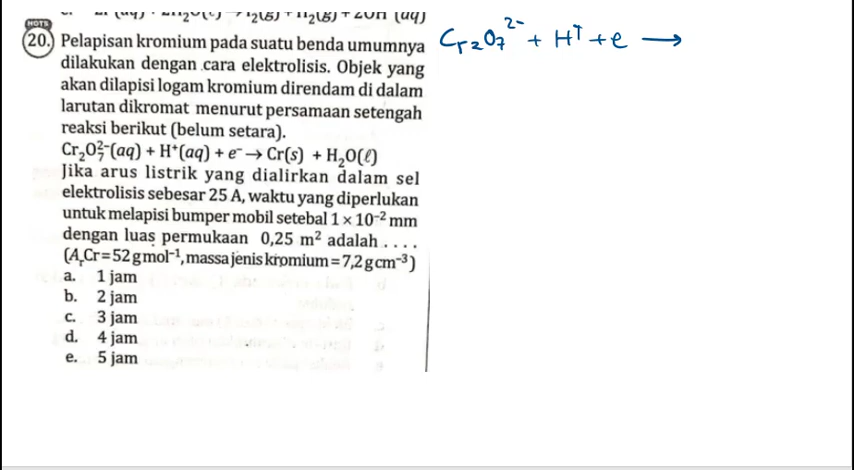 HOTS
20. Pelapisan kromium pada suatu benda umumnya
dilakukan dengan cara elektrolisis. Objek yang
akan dilapisi logam kromium direndam di dalam
larutan dikromat menurut persamaan setengah
reaksi berikut (belum setara).
Cr₂O₇²⁻(aq) + H⁺(aq) + e⁻ → Cr(s) + H₂O(ℓ)
Jika arus listrik yang dialirkan dalam sel
elektrolisis sebesar 25 A, waktu yang diperlukan
untuk melapisi bumper mobil setebal 1 × 10⁻² mm
dengan luas permukaan 0,25 m² adalah . . . .
(AᵣCr = 52 g mol⁻¹, massa jenis kromium = 7,2 g cm⁻³)
a. 1 jam
b. 2 jam
c. 3 jam
d. 4 jam
e. 5 jam
Cr₂O₇²⁻ + H⁺ + e →